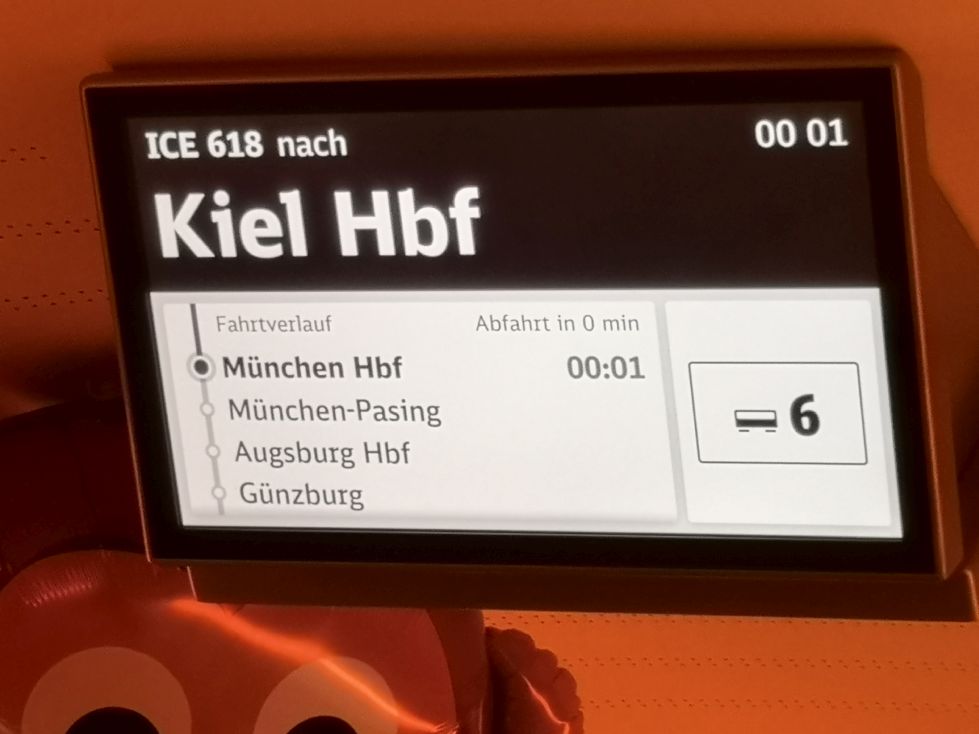 ICE 618 nach
00 01
Kiel Hbf
Fahrtverlauf Abfahrt in 0 min
München Hbf 00:01
München-Pasing
Augsburg Hbf
Günzburg
6